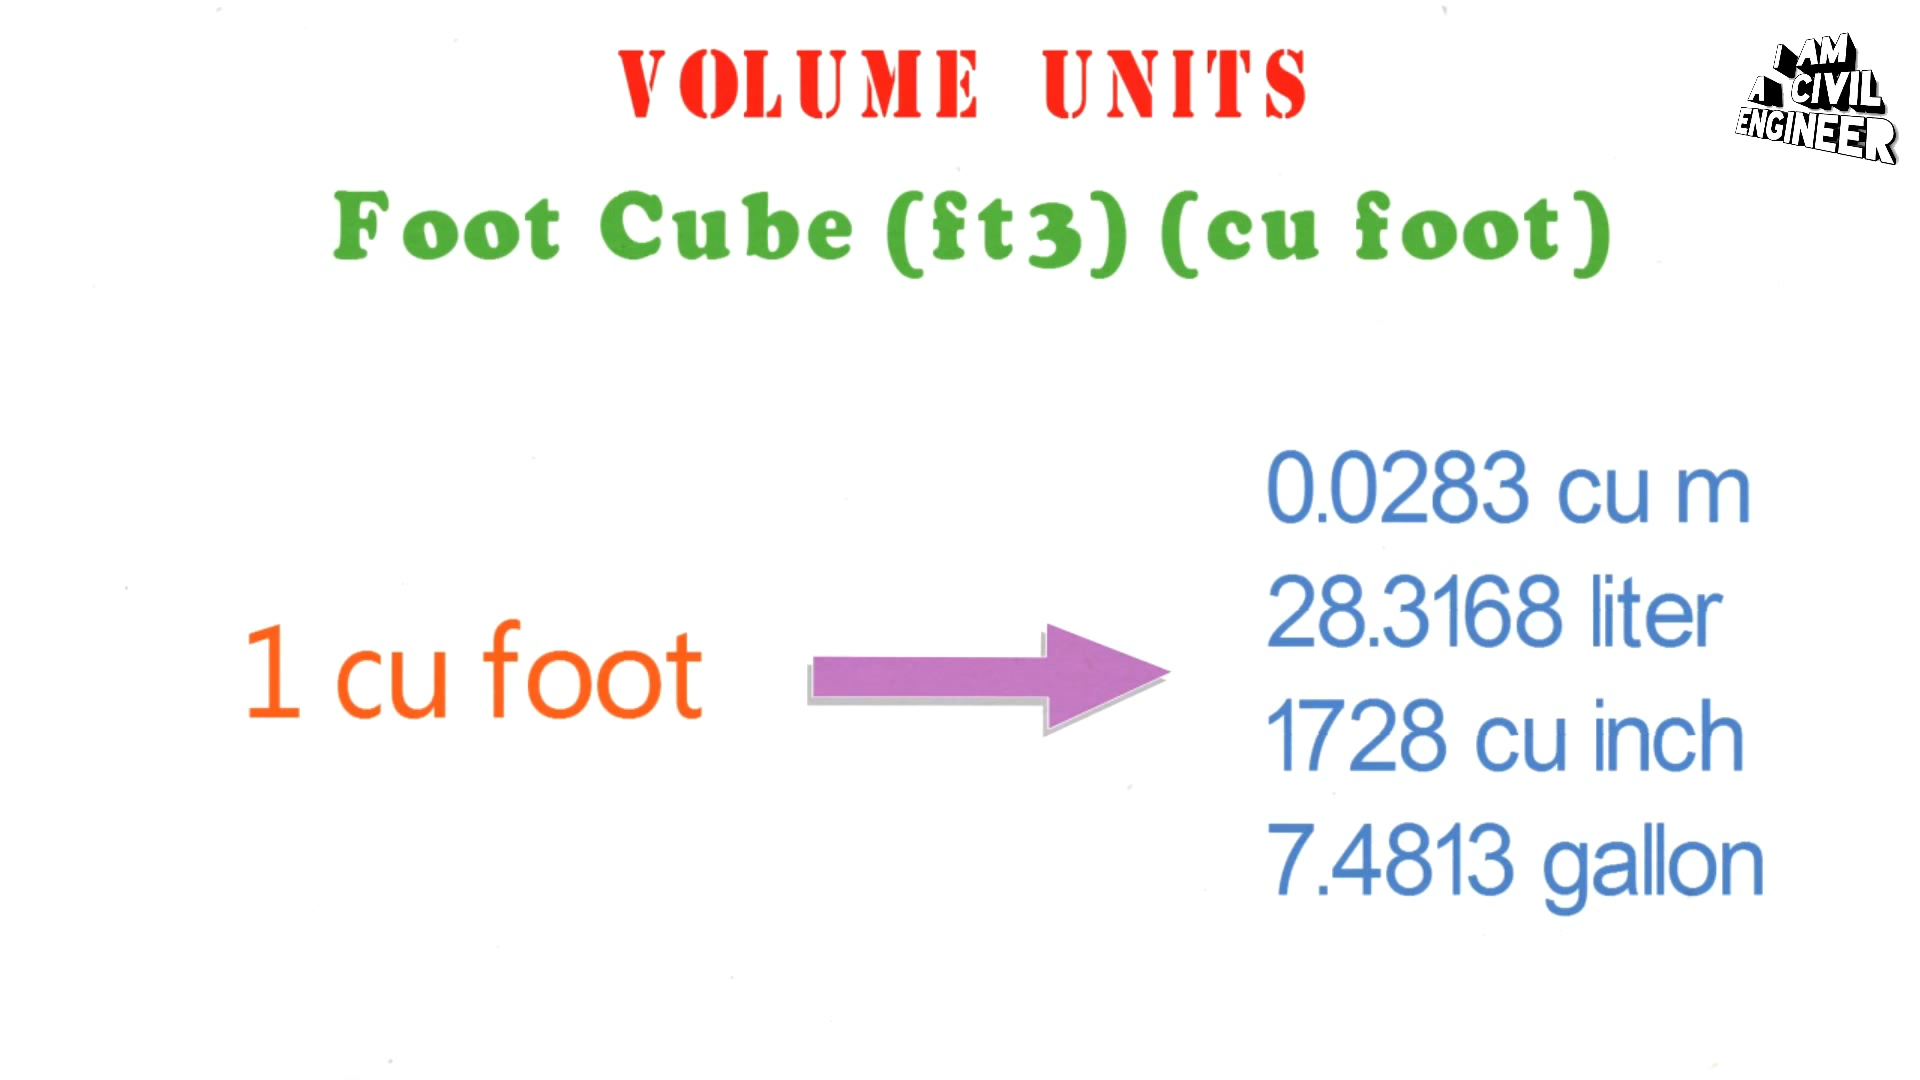 VOLUME UNITS
I AM
A CIVIL
ENGINEER
Foot Cube (ft3) (cu foot)
1 cu foot
0.0283 cu m
28.3168 liter
1728 cu inch
7.4813 gallon